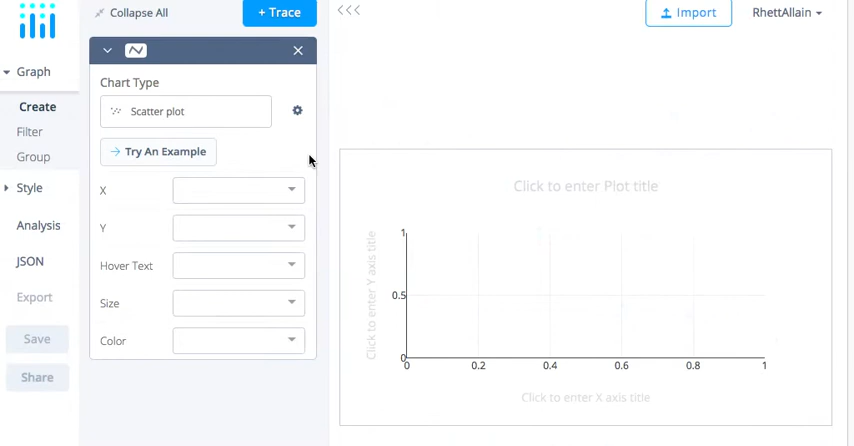 Collapse All
+ Trace
<<<
Import
RhettAllain
Graph
Create
Filter
Group
Style
Analysis
JSON
Export
Save
Share
Chart Type
Scatter plot
Try An Example
X
Y
Hover Text
Size
Color
Click to enter Plot title
Click to enter Y axis title
1
0.5
0
0 0.2 0.4 0.6 0.8 1
Click to enter X axis title